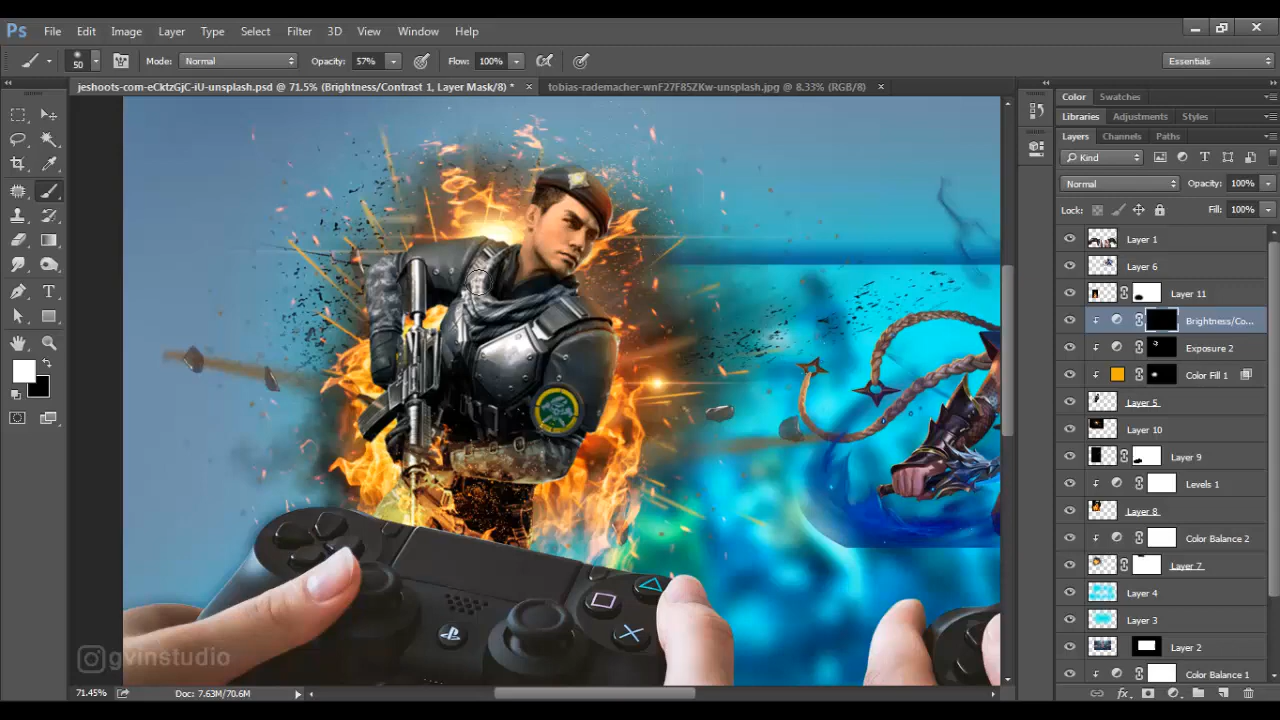 Ps File Edit Image Layer Type Select Filter 3D View Window Help
50 Mode: Normal Opacity: 57% Flow: 100% Essentials
jeshoots-com-eCktzGjC-iU-unsplash.psd @ 71.5% (Brightness/Contrast 1, Layer Mask/8) * tobias-rademacher-wnF27F85ZKw-unsplash.jpg @ 8.33% (RGB/8)
Color Swatches
Libraries Adjustments Styles
Layers Channels Paths
Kind
Normal Opacity: 100%
Lock: Fill: 100%
Layer 1
Layer 6
Layer 11
Brightness/Co...
Exposure 2
Color Fill 1
Layer 5
Layer 10
Layer 9
Levels 1
Layer 8
Color Balance 2
Layer 7
Layer 4
Layer 3
Layer 2
Color Balance 1
gvinstudio
71.45% Doc: 7.63M/70.6M